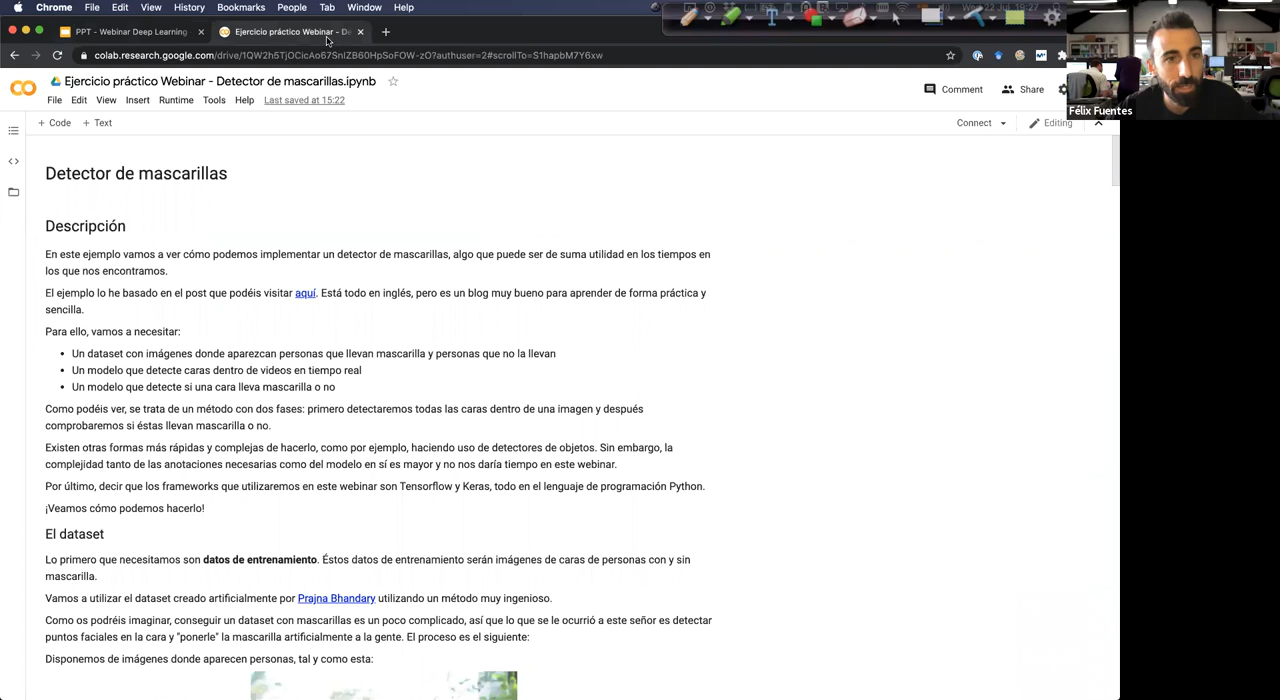 Chrome File Edit View History Bookmarks People Tab Window Help
PPT - Webinar Deep Learning
Ejercicio práctico Webinar - De
colab.research.google.com/drive/1QW2h5TjOCicAo67SnIZB60HpSoFOW-zO?authuser=2#scrollTo=S1hapbM7Y6xw
Ejercicio práctico Webinar - Detector de mascarillas.ipynb
File Edit View Insert Runtime Tools Help Last saved at 15:22
Comment Share
+ Code + Text
Connect Editing
Félix Fuentes
Detector de mascarillas
Descripción
En este ejemplo vamos a ver cómo podemos implementar un detector de mascarillas, algo que puede ser de suma utilidad en los tiempos en
los que nos encontramos.
El ejemplo lo he basado en el post que podéis visitar aquí. Está todo en inglés, pero es un blog muy bueno para aprender de forma práctica y
sencilla.
Para ello, vamos a necesitar:
• Un dataset con imágenes donde aparezcan personas que llevan mascarilla y personas que no la llevan
• Un modelo que detecte caras dentro de videos en tiempo real
• Un modelo que detecte si una cara lleva mascarilla o no
Como podéis ver, se trata de un método con dos fases: primero detectaremos todas las caras dentro de una imagen y después
comprobaremos si éstas llevan mascarilla o no.
Existen otras formas más rápidas y complejas de hacerlo, como por ejemplo, haciendo uso de detectores de objetos. Sin embargo, la
complejidad tanto de las anotaciones necesarias como del modelo en sí es mayor y no nos daría tiempo en este webinar.
Por último, decir que los frameworks que utilizaremos en este webinar son Tensorflow y Keras, todo en el lenguaje de programación Python.
¡Veamos cómo podemos hacerlo!
El dataset
Lo primero que necesitamos son datos de entrenamiento. Éstos datos de entrenamiento serán imágenes de caras de personas con y sin
mascarilla.
Vamos a utilizar el dataset creado artificialmente por Prajna Bhandary utilizando un método muy ingenioso.
Como os podréis imaginar, conseguir un dataset con mascarillas es un poco complicado, así que lo que se le ocurrió a este señor es detectar
puntos faciales en la cara y "ponerle" la mascarilla artificialmente a la gente. El proceso es el siguiente:
Disponemos de imágenes donde aparecen personas, tal y como esta: